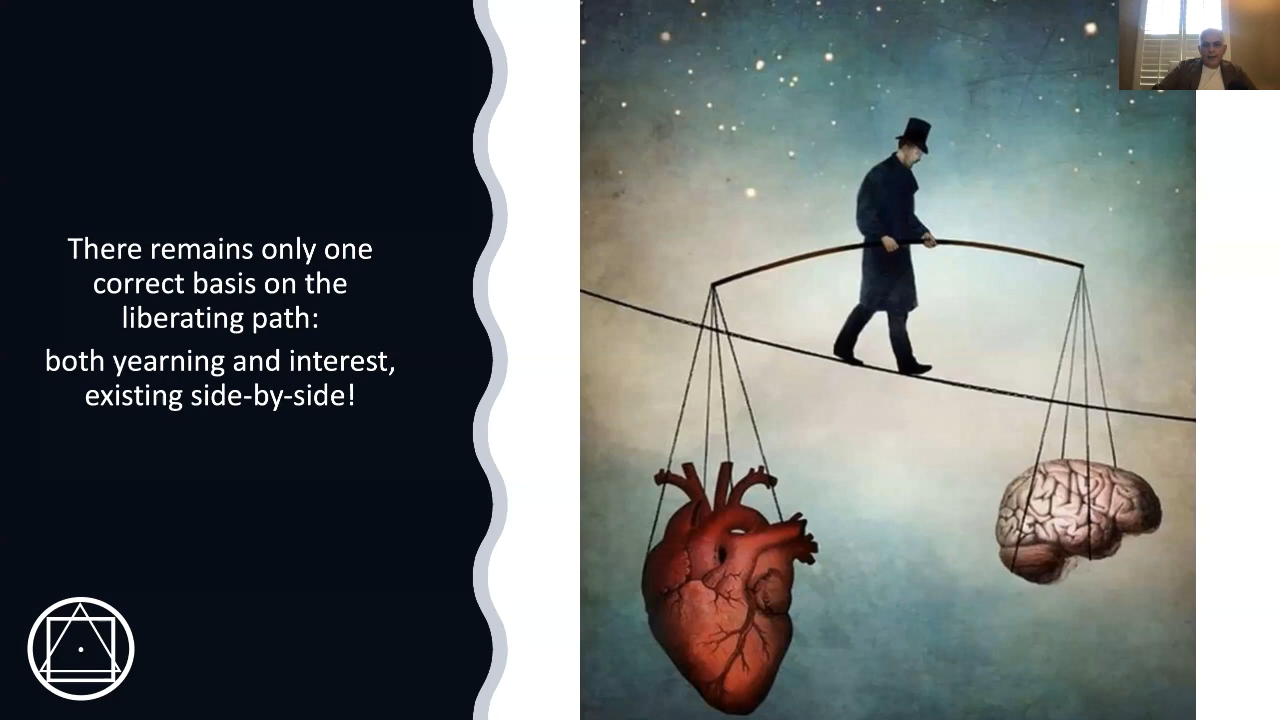 There remains only one
correct basis on the
liberating path:
both yearning and interest,
existing side-by-side!